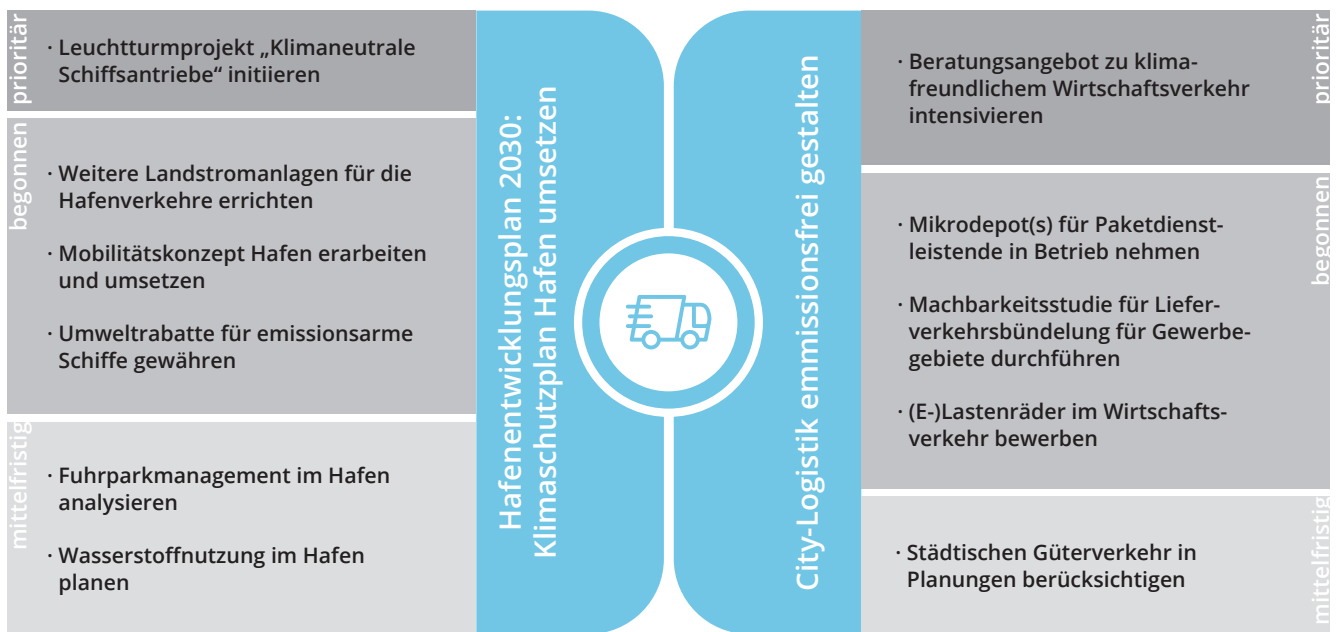 prioritär
· Leuchtturmprojekt „Klimaneutrale
Schiffsantriebe“ initiieren
begonnen
· Weitere Landstromanlagen für die
Hafenverkehre errichten
· Mobilitätskonzept Hafen erarbeiten
und umsetzen
· Umweltrabatte für emissionsarme
Schiffe gewähren
mittelfristig
· Fuhrparkmanagement im Hafen
analysieren
· Wasserstoffnutzung im Hafen
planen
Hafenentwicklungsplan 2030:
Klimaschutzplan Hafen umsetzen
City-Logistik emmissionsfrei gestalten
prioritär
· Beratungsangebot zu klima-
freundlichem Wirtschaftsverkehr
intensivieren
begonnen
· Mikrodepot(s) für Paketdienst-
leistende in Betrieb nehmen
· Machbarkeitsstudie für Liefer-
verkehrsbündelung für Gewerbe-
gebiete durchführen
· (E-)Lastenräder im Wirtschafts-
verkehr bewerben
mittelfristig
· Städtischen Güterverkehr in
Planungen berücksichtigen